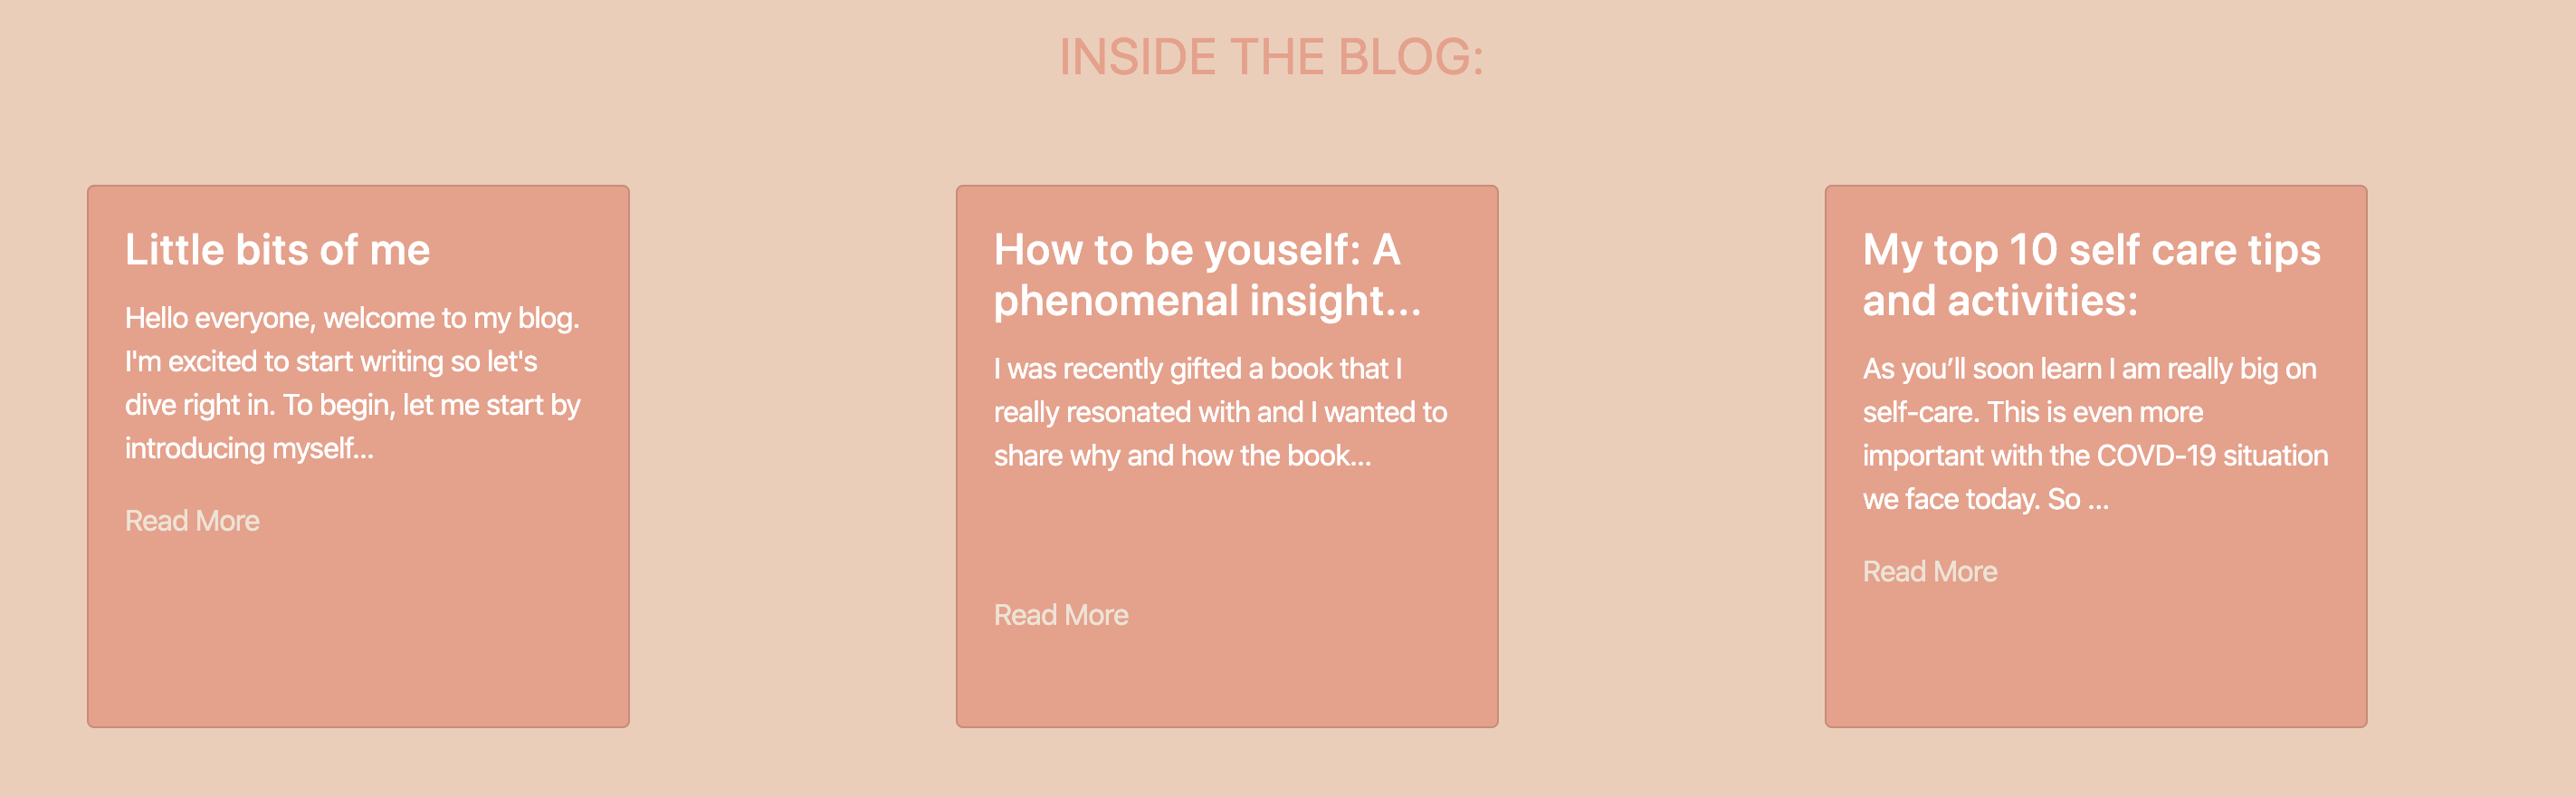 INSIDE THE BLOG:
Little bits of me
Hello everyone, welcome to my blog.
I'm excited to start writing so let's
dive right in. To begin, let me start by
introducing myself...
Read More
How to be youself: A
phenomenal insight...
I was recently gifted a book that I
really resonated with and I wanted to
share why and how the book...
Read More
My top 10 self care tips
and activities:
As you’ll soon learn I am really big on
self-care. This is even more
important with the COVD-19 situation
we face today. So ...
Read More